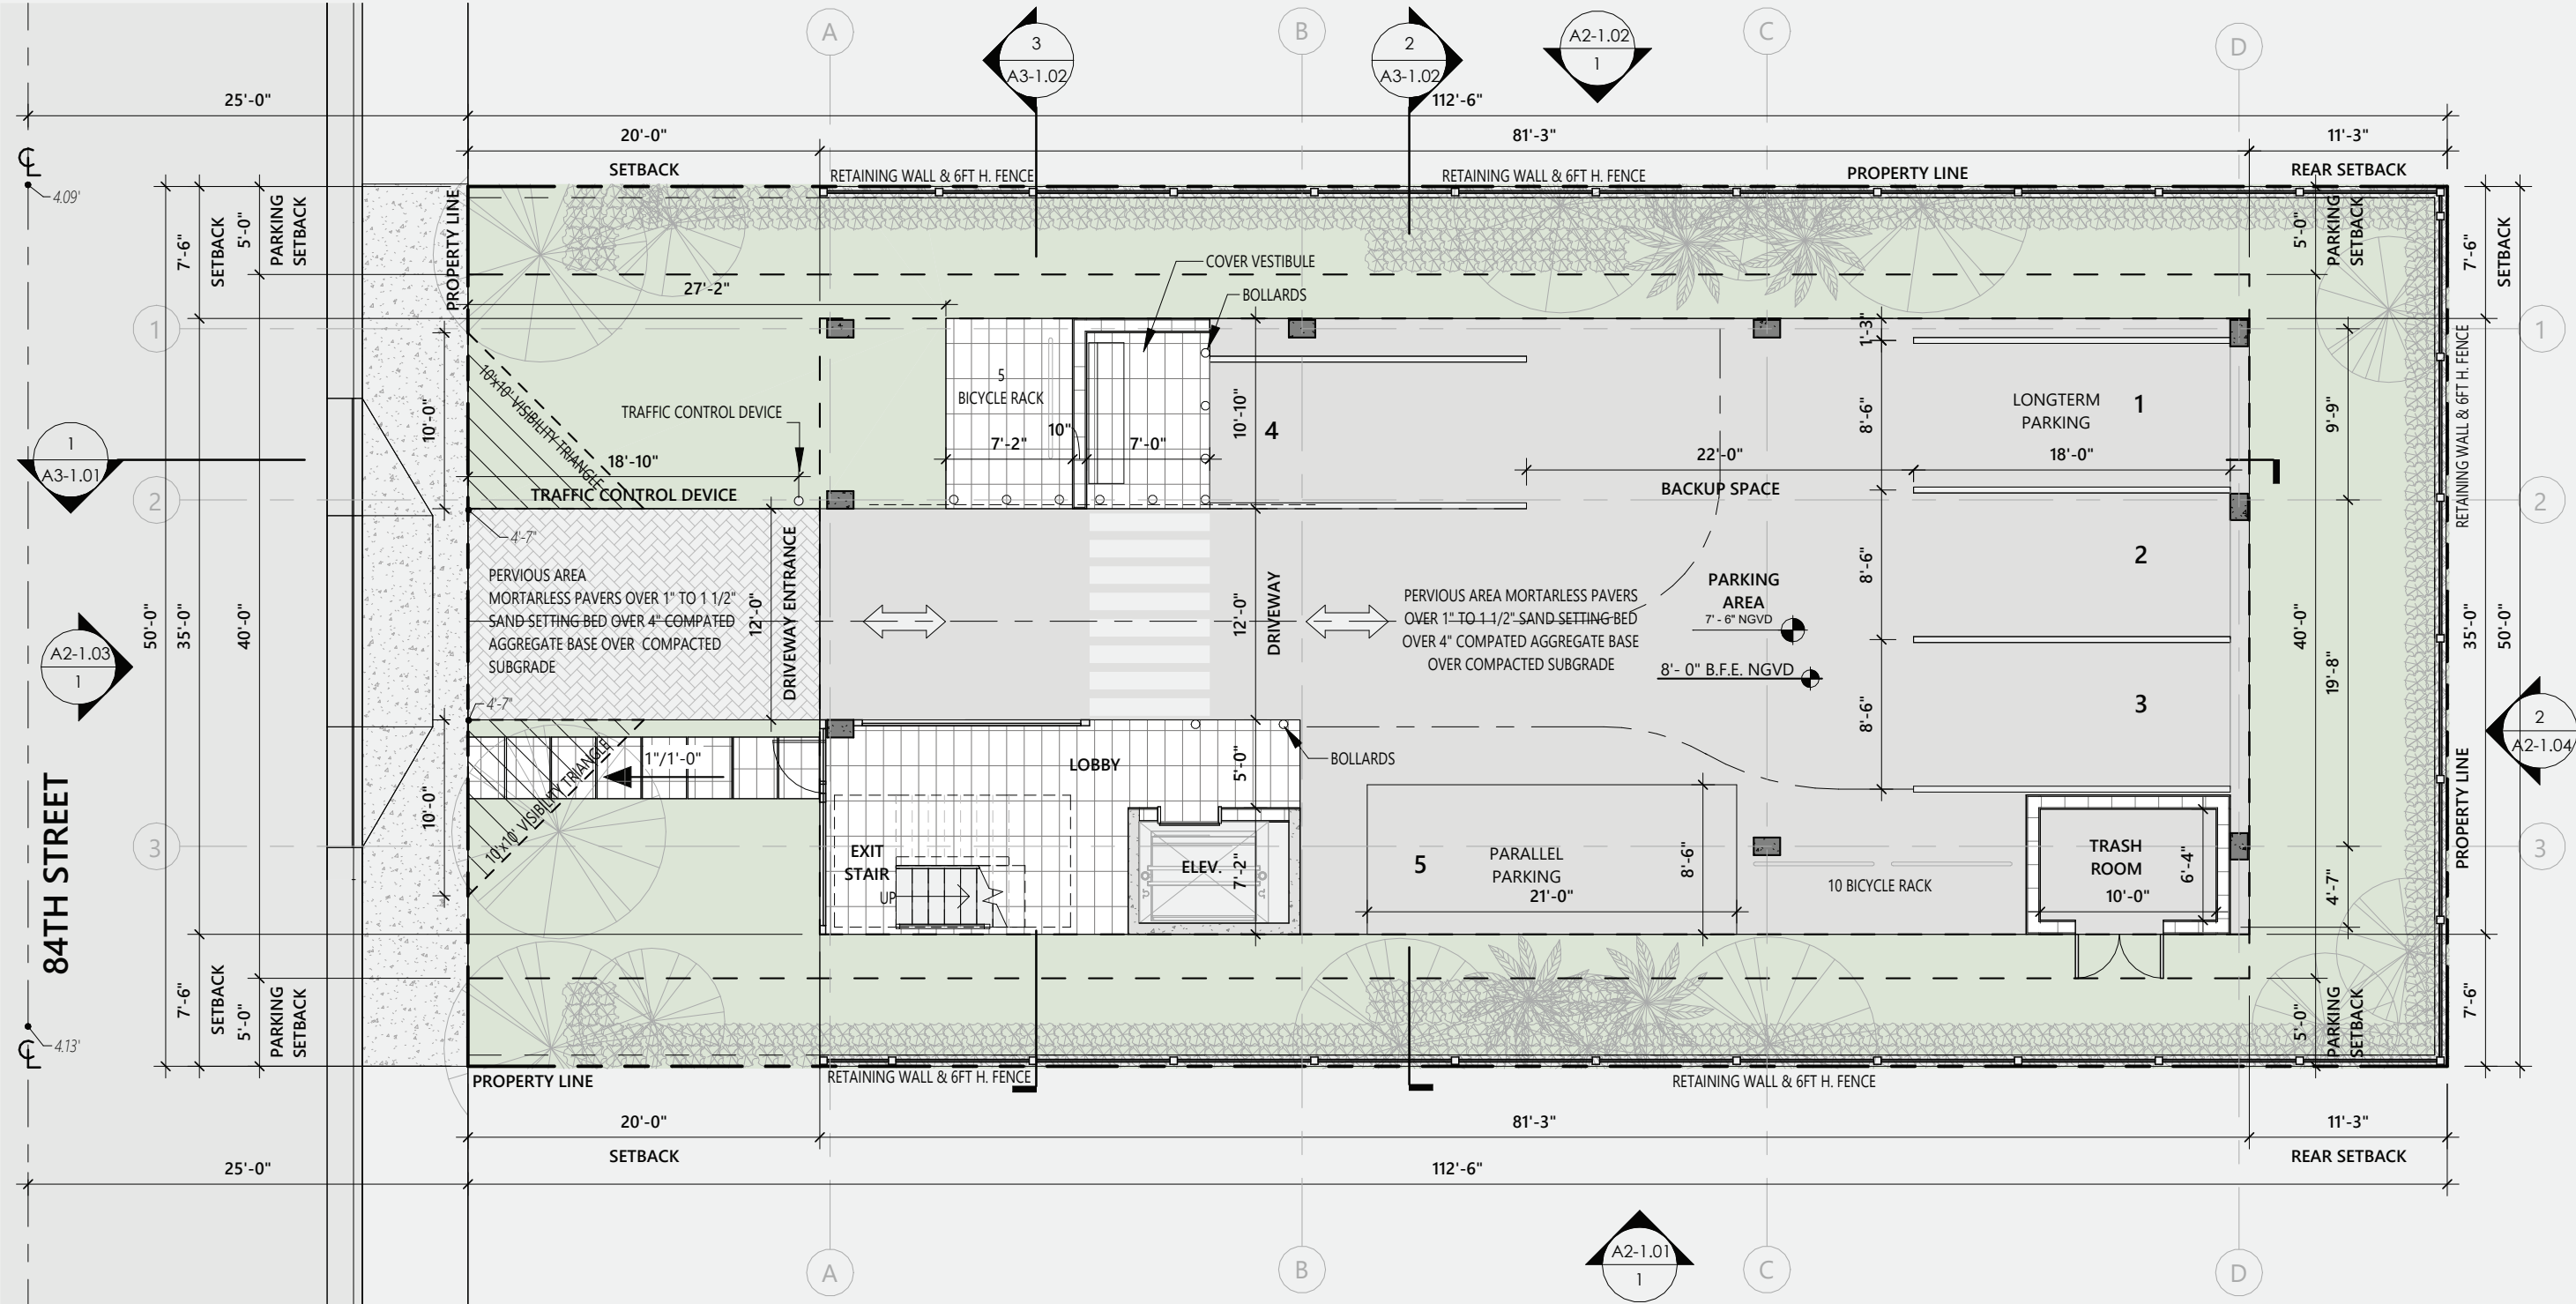 A
3
A3-1.02
B
2
A3-1.02
A2-1.02
1
C
D
25'-0"
112'-6"
20'-0"
81'-3"
11'-3"
SETBACK
RETAINING WALL & 6FT H. FENCE
RETAINING WALL & 6FT H. FENCE
PROPERTY LINE
REAR SETBACK
4.09'
7'-6"
SETBACK
5'-0"
PARKING
SETBACK
PROPERTY LINE
5'-0"
PARKING
SETBACK
7'-6"
SETBACK
27'-2"
COVER VESTIBULE
BOLLARDS
1
1
1'-3"
10'x10' VISIBILITY TRIANGLE
10'-0"
TRAFFIC CONTROL DEVICE
18'-10"
TRAFFIC CONTROL DEVICE
5
BICYCLE RACK
7'-2"
10"
7'-0"
10'-10"
4
22'-0"
BACKUP SPACE
8'-6"
LONGTERM
PARKING
1
18'-0"
9'-9"
RETAINING WALL & 6FT H. FENCE
1
A3-1.01
2
2
4'-7"
PERVIOUS AREA
MORTARLESS PAVERS OVER 1" TO 1 1/2"
SAND SETTING BED OVER 4" COMPATED
AGGREGATE BASE OVER COMPACTED
SUBGRADE
12'-0"
DRIVEWAY ENTRANCE
12'-0"
DRIVEWAY
PERVIOUS AREA MORTARLESS PAVERS
OVER 1" TO 1 1/2" SAND SETTING BED
OVER 4" COMPATED AGGREGATE BASE
OVER COMPACTED SUBGRADE
PARKING
AREA
7' - 6" NGVD
8'- 0" B.F.E. NGVD
8'-6"
2
8'-6"
3
50'-0"
35'-0"
40'-0"
40'-0"
19'-8"
35'-0"
50'-0"
A2-1.03
1
2
A2-1.04
4'-7"
1"/1'-0"
10'x10' VISIBILITY TRIANGLE
10'-0"
LOBBY
5'-0"
BOLLARDS
EXIT
STAIR
UP
ELEV.
7'-2"
5
PARALLEL
PARKING
21'-0"
8'-6"
10 BICYCLE RACK
TRASH
ROOM
10'-0"
6'-4"
4'-7"
PROPERTY LINE
3
3
84TH STREET
7'-6"
SETBACK
5'-0"
PARKING
SETBACK
5'-0"
PARKING
SETBACK
7'-6"
4.13'
PROPERTY LINE
RETAINING WALL & 6FT H. FENCE
RETAINING WALL & 6FT H. FENCE
20'-0"
81'-3"
11'-3"
SETBACK
REAR SETBACK
25'-0"
112'-6"
A
B
A2-1.01
1
C
D